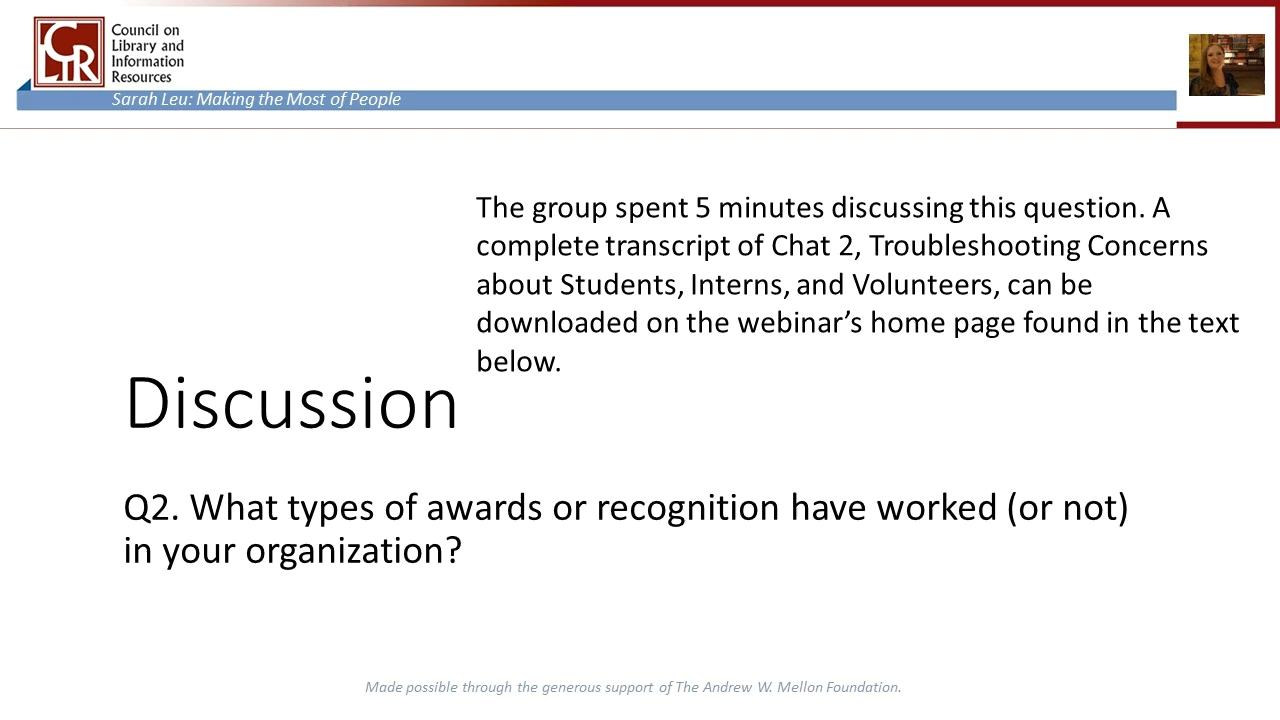 CLIR
Council on
Library and
Information
Resources
Sarah Leu: Making the Most of People
The group spent 5 minutes discussing this question. A
complete transcript of Chat 2, Troubleshooting Concerns
about Students, Interns, and Volunteers, can be
downloaded on the webinar’s home page found in the text
below.
Discussion
Q2. What types of awards or recognition have worked (or not)
in your organization?
Made possible through the generous support of The Andrew W. Mellon Foundation.